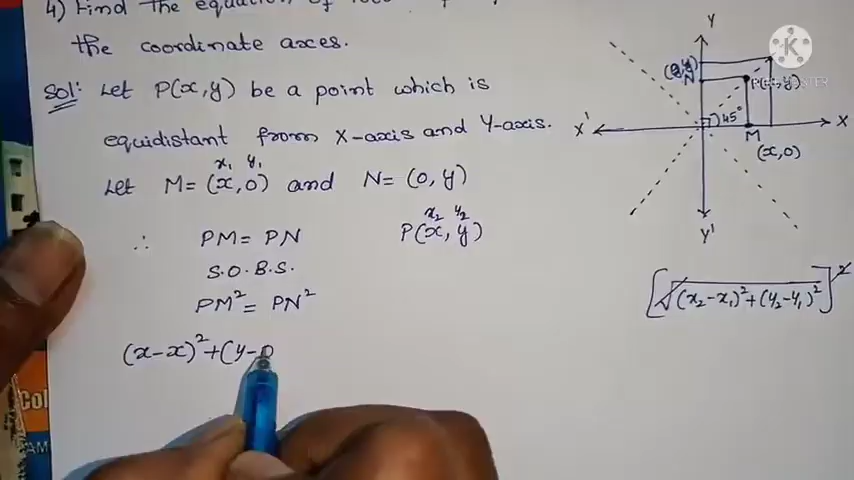 4) Find the equation of locus
the coordinate axes.
Sol: Let P(x,y) be a point which is
equidistant from X-axis and Y-axis.
x₁ y₁
Let M=(x,0) and N=(0,y)
x₂ y₂
∴ PM=PN P(x,y)
S.O.B.S.
PM²=PN²
(x-x)²+(y-0
Y
N
P(x,y)
45°
X'
X
M
(x,0)
Y'
[√(x₂-x₁)²+(y₂-y₁)²]²
K